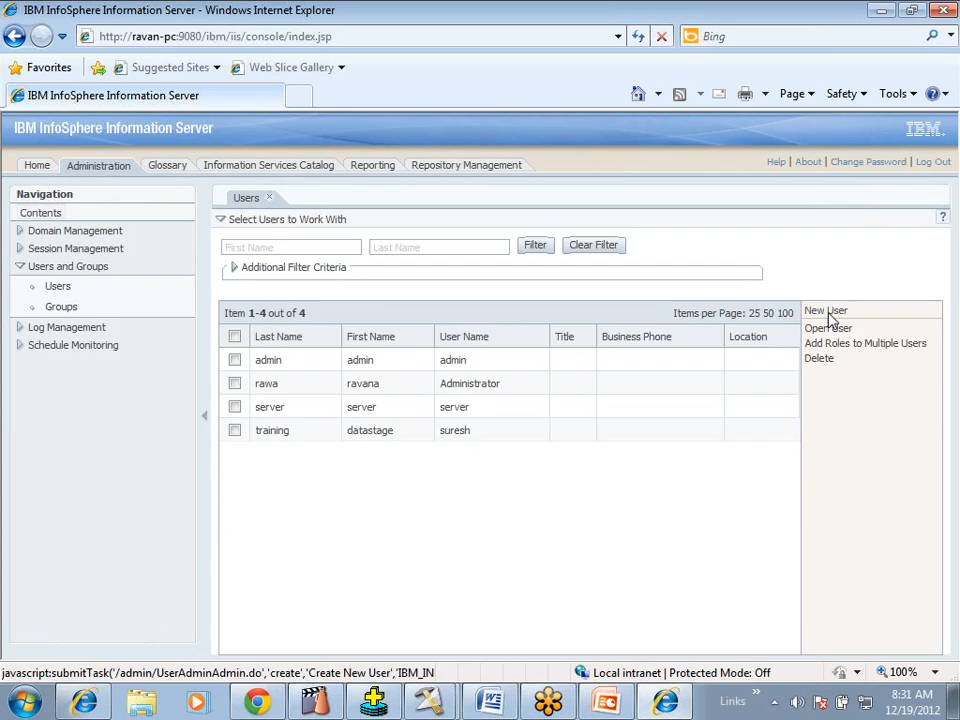 IBM InfoSphere Information Server - Windows Internet Explorer
http://ravan-pc:9080/ibm/iis/console/index.jsp
Bing
Favorites
Suggested Sites
Web Slice Gallery
IBM InfoSphere Information Server
Page
Safety
Tools
IBM InfoSphere Information Server
IBM.
Home
Administration
Glossary
Information Services Catalog
Reporting
Repository Management
Help | About | Change Password | Log Out
Navigation
Contents
Domain Management
Session Management
Users and Groups
Users
Groups
Log Management
Schedule Monitoring
Users
Select Users to Work With
?
First Name
Last Name
Filter
Clear Filter
Additional Filter Criteria
Item 1-4 out of 4
Items per Page: 25 50 100
Last Name First Name User Name Title Business Phone Location
admin admin admin
rawa ravana Administrator
server server server
training datastage suresh
New User
Open User
Add Roles to Multiple Users
Delete
javascript:submitTask('/admin/UserAdminAdmin.do','create','Create New User','IBM_IN
Local intranet | Protected Mode: Off
100%
Links
8:31 AM
12/19/2012